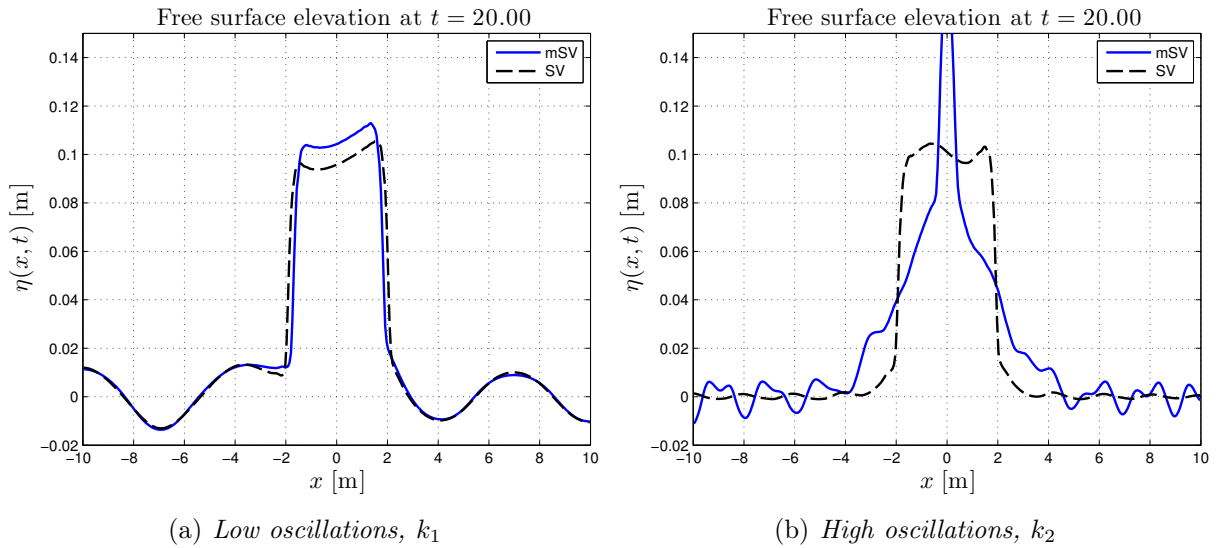 Free surface elevation at t = 20.00
mSV
SV
0.14
0.12
0.1
0.08
0.06
0.04
0.02
0
−0.02
η(x, t) [m]
−10 −8 −6 −4 −2 0 2 4 6 8 10
x [m]
(a) Low oscillations, k₁
Free surface elevation at t = 20.00
mSV
SV
0.14
0.12
0.1
0.08
0.06
0.04
0.02
0
−0.02
η(x, t) [m]
−10 −8 −6 −4 −2 0 2 4 6 8 10
x [m]
(b) High oscillations, k₂